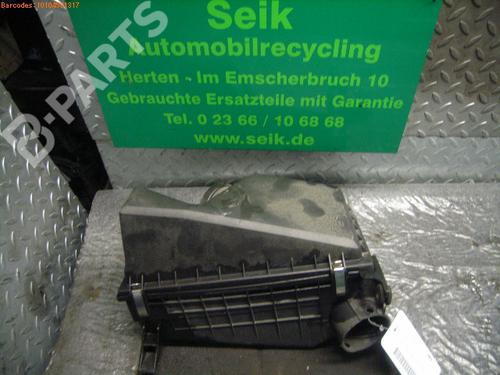 Barcodes:10104991317
Seik
Automobilrecycling
Herten - Im Emscherbruch 10
Gebrauchte Ersatzteile mit Garantie
Tel. 0 23 66 / 10 68 68
www.seik.de
B-PARTS